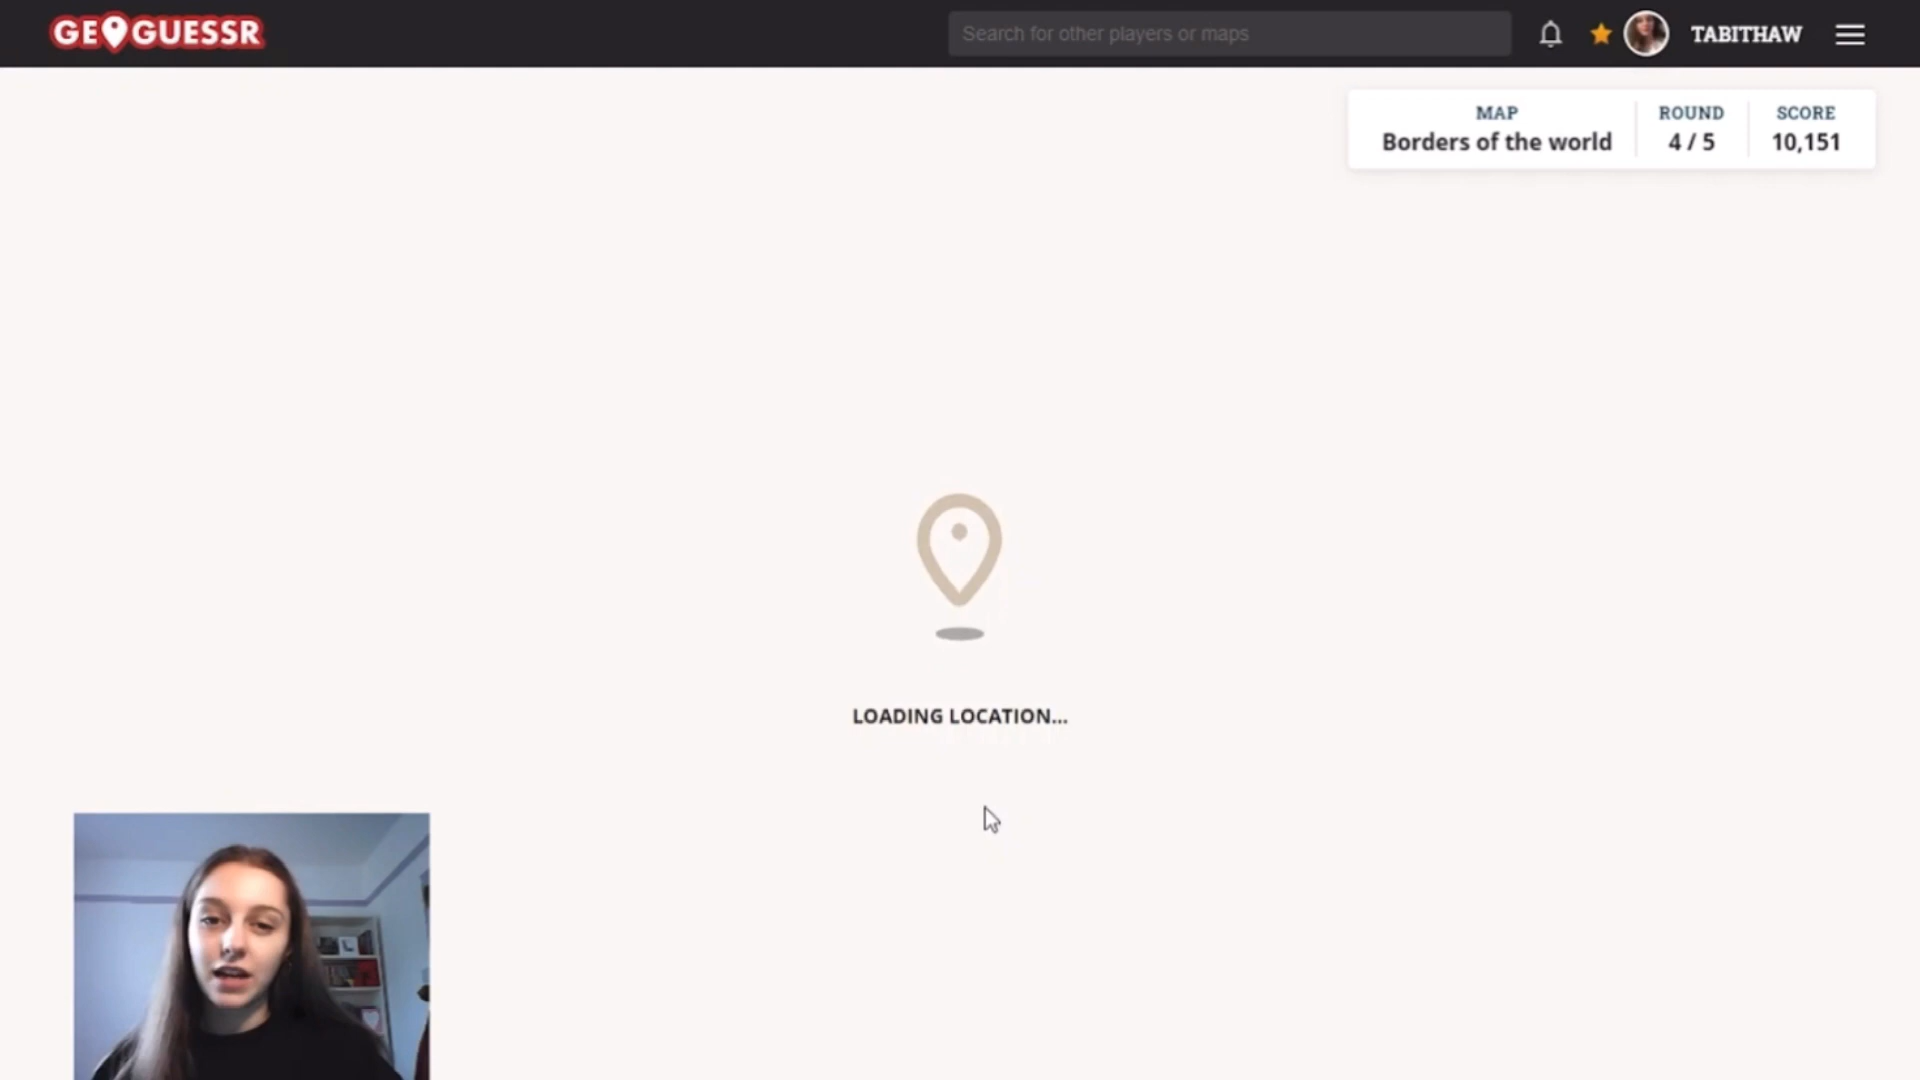 GEOGUESSR
Search for other players or maps
TABITHAW
MAP
Borders of the world
ROUND
4 / 5
SCORE
10,151
LOADING LOCATION...